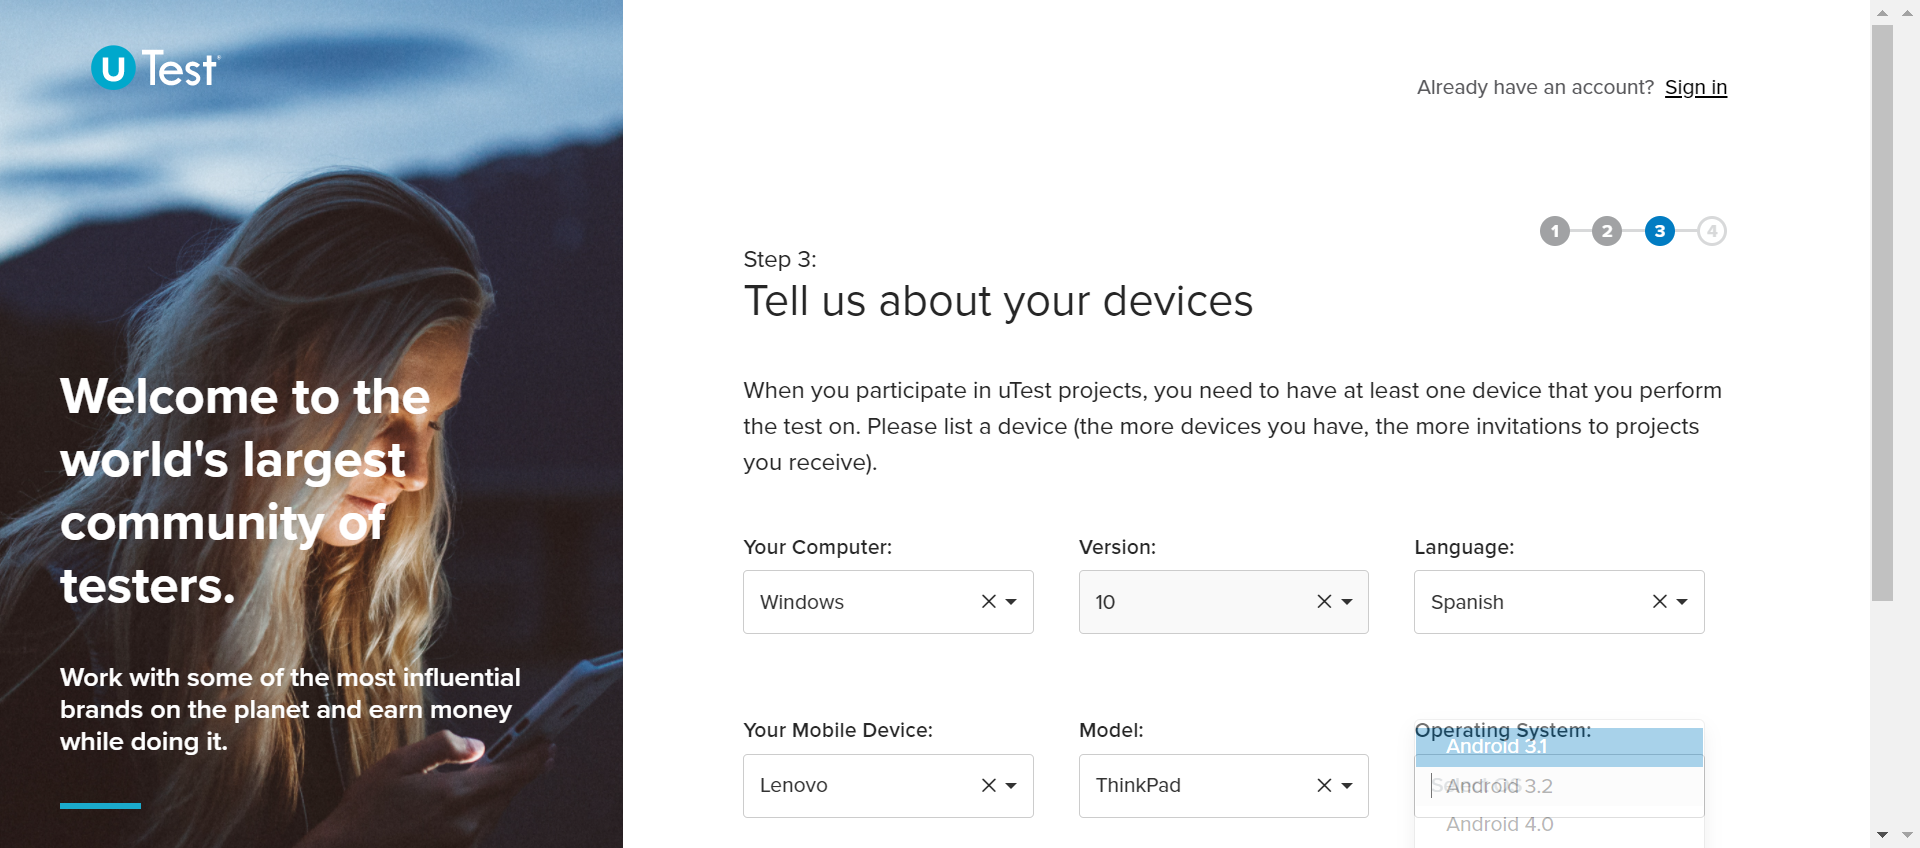 u Test
Already have an account? Sign in
1 2 3 4
Step 3:
Tell us about your devices
When you participate in uTest projects, you need to have at least one device that you perform
the test on. Please list a device (the more devices you have, the more invitations to projects
you receive).
Your Computer: Version: Language:
Windows 10 Spanish
Your Mobile Device: Model: Operating System:
Lenovo ThinkPad
Android 3.1
Android 3.2
Android 4.0
Welcome to the
world's largest
community of
testers.
Work with some of the most influential
brands on the planet and earn money
while doing it.